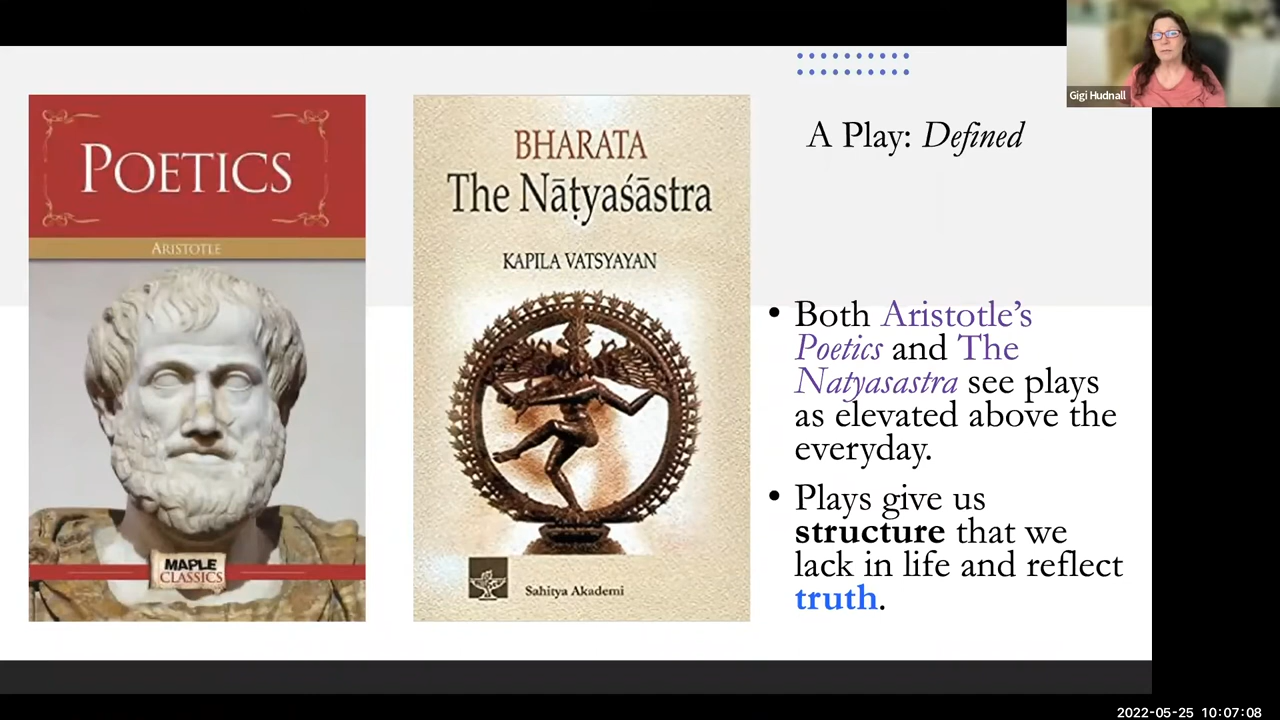 Gigi Hudnall
A Play: Defined
POETICS
ARISTOTLE
MAPLE
CLASSICS
BHARATA
The Nāṭyaśāstra
KAPILA VATSYAYAN
Sahitya Akademi
• Both Aristotle’s
Poetics and The
Natyasastra see plays
as elevated above the
everyday.
• Plays give us
structure that we
lack in life and reflect
truth.
2022-05-25 10:07:08